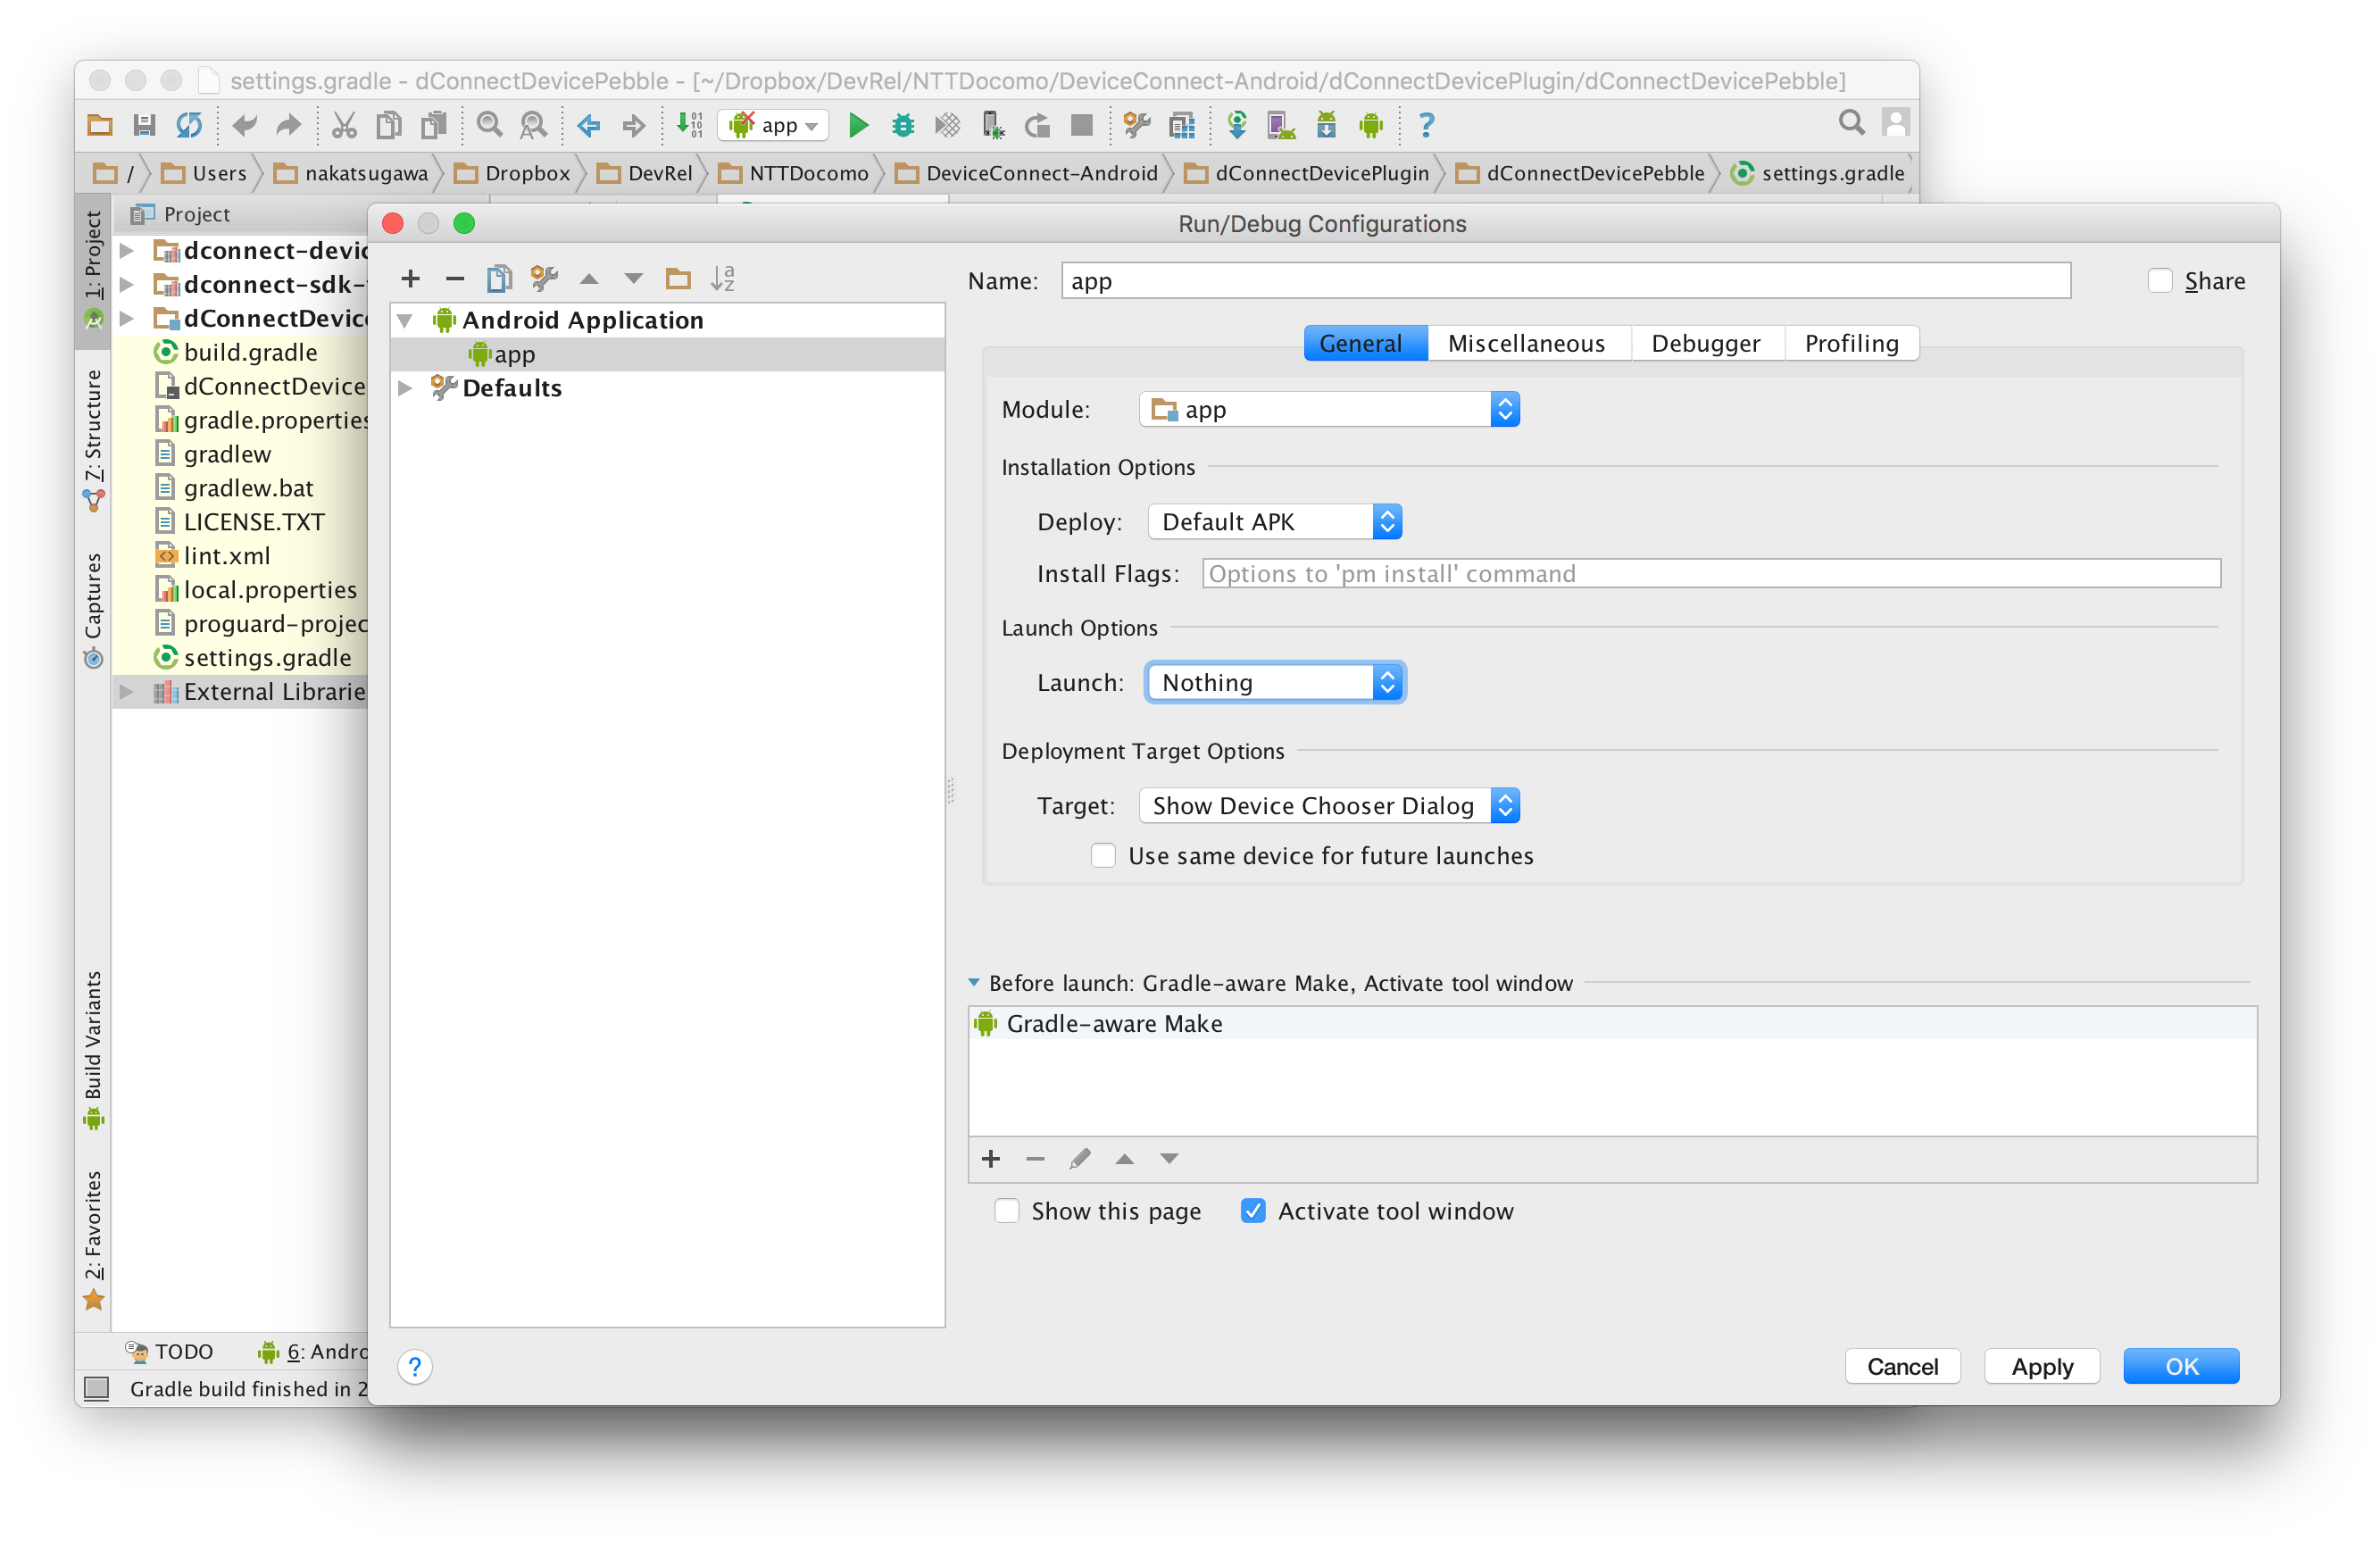 settings.gradle - dConnectDevicePebble - [~/Dropbox/DevRel/NTTDocomo/DeviceConnect-Android/dConnectDevicePlugin/dConnectDevicePebble]
app
/ Users nakatsugawa Dropbox DevRel NTTDocomo DeviceConnect-Android dConnectDevicePlugin dConnectDevicePebble settings.gradle
1: Project
7: Structure
Captures
Build Variants
2: Favorites
Project
dconnect-devic
dconnect-sdk-
dConnectDevice
build.gradle
dConnectDevice
gradle.properties
gradlew
gradlew.bat
LICENSE.TXT
lint.xml
local.properties
proguard-projec
settings.gradle
External Librarie
TODO
6: Andro
Gradle build finished in 2
Run/Debug Configurations
Android Application
app
Defaults
Name: app
Share
General Miscellaneous Debugger Profiling
Module: app
Installation Options
Deploy: Default APK
Install Flags: Options to 'pm install' command
Launch Options
Launch: Nothing
Deployment Target Options
Target: Show Device Chooser Dialog
Use same device for future launches
Before launch: Gradle-aware Make, Activate tool window
Gradle-aware Make
Show this page Activate tool window
? Cancel Apply OK